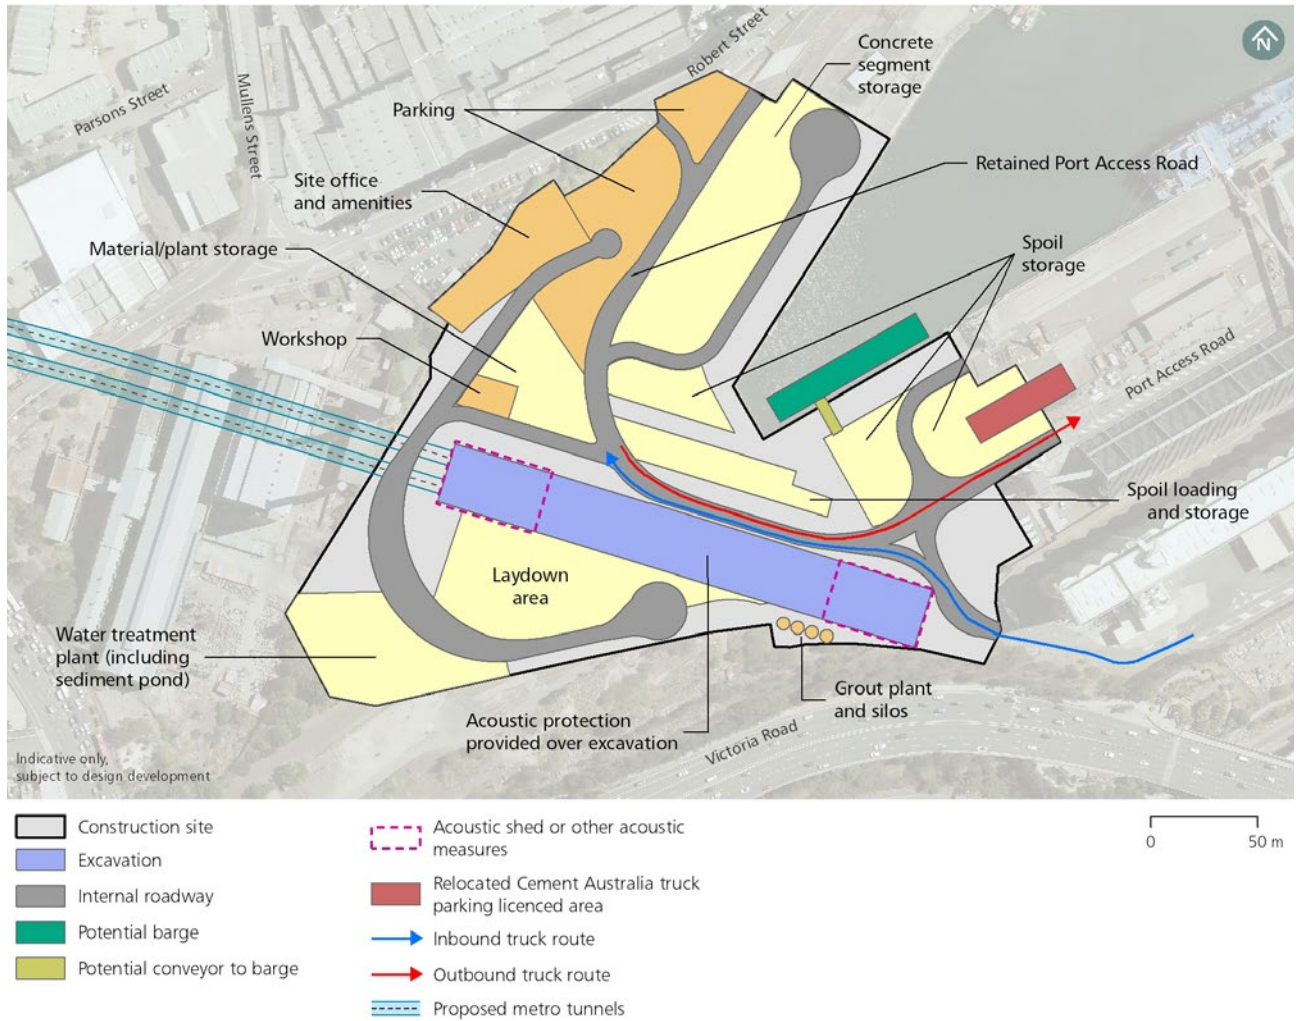 Robert Street
Concrete
segment
storage
N
Parsons Street
Mullens Street
Parking
Retained Port Access Road
Site office
and amenities
Material/plant storage
Spoil
storage
Workshop
Port Access Road
Spoil loading
and storage
Laydown
area
Water treatment
plant (including
sediment pond)
Grout plant
and silos
Acoustic protection
provided over excavation
Victoria Road
Indicative only,
subject to design development
Construction site
Excavation
Internal roadway
Potential barge
Potential conveyor to barge
Acoustic shed or other acoustic
measures
Relocated Cement Australia truck
parking licenced area
Inbound truck route
Outbound truck route
Proposed metro tunnels
0 50 m